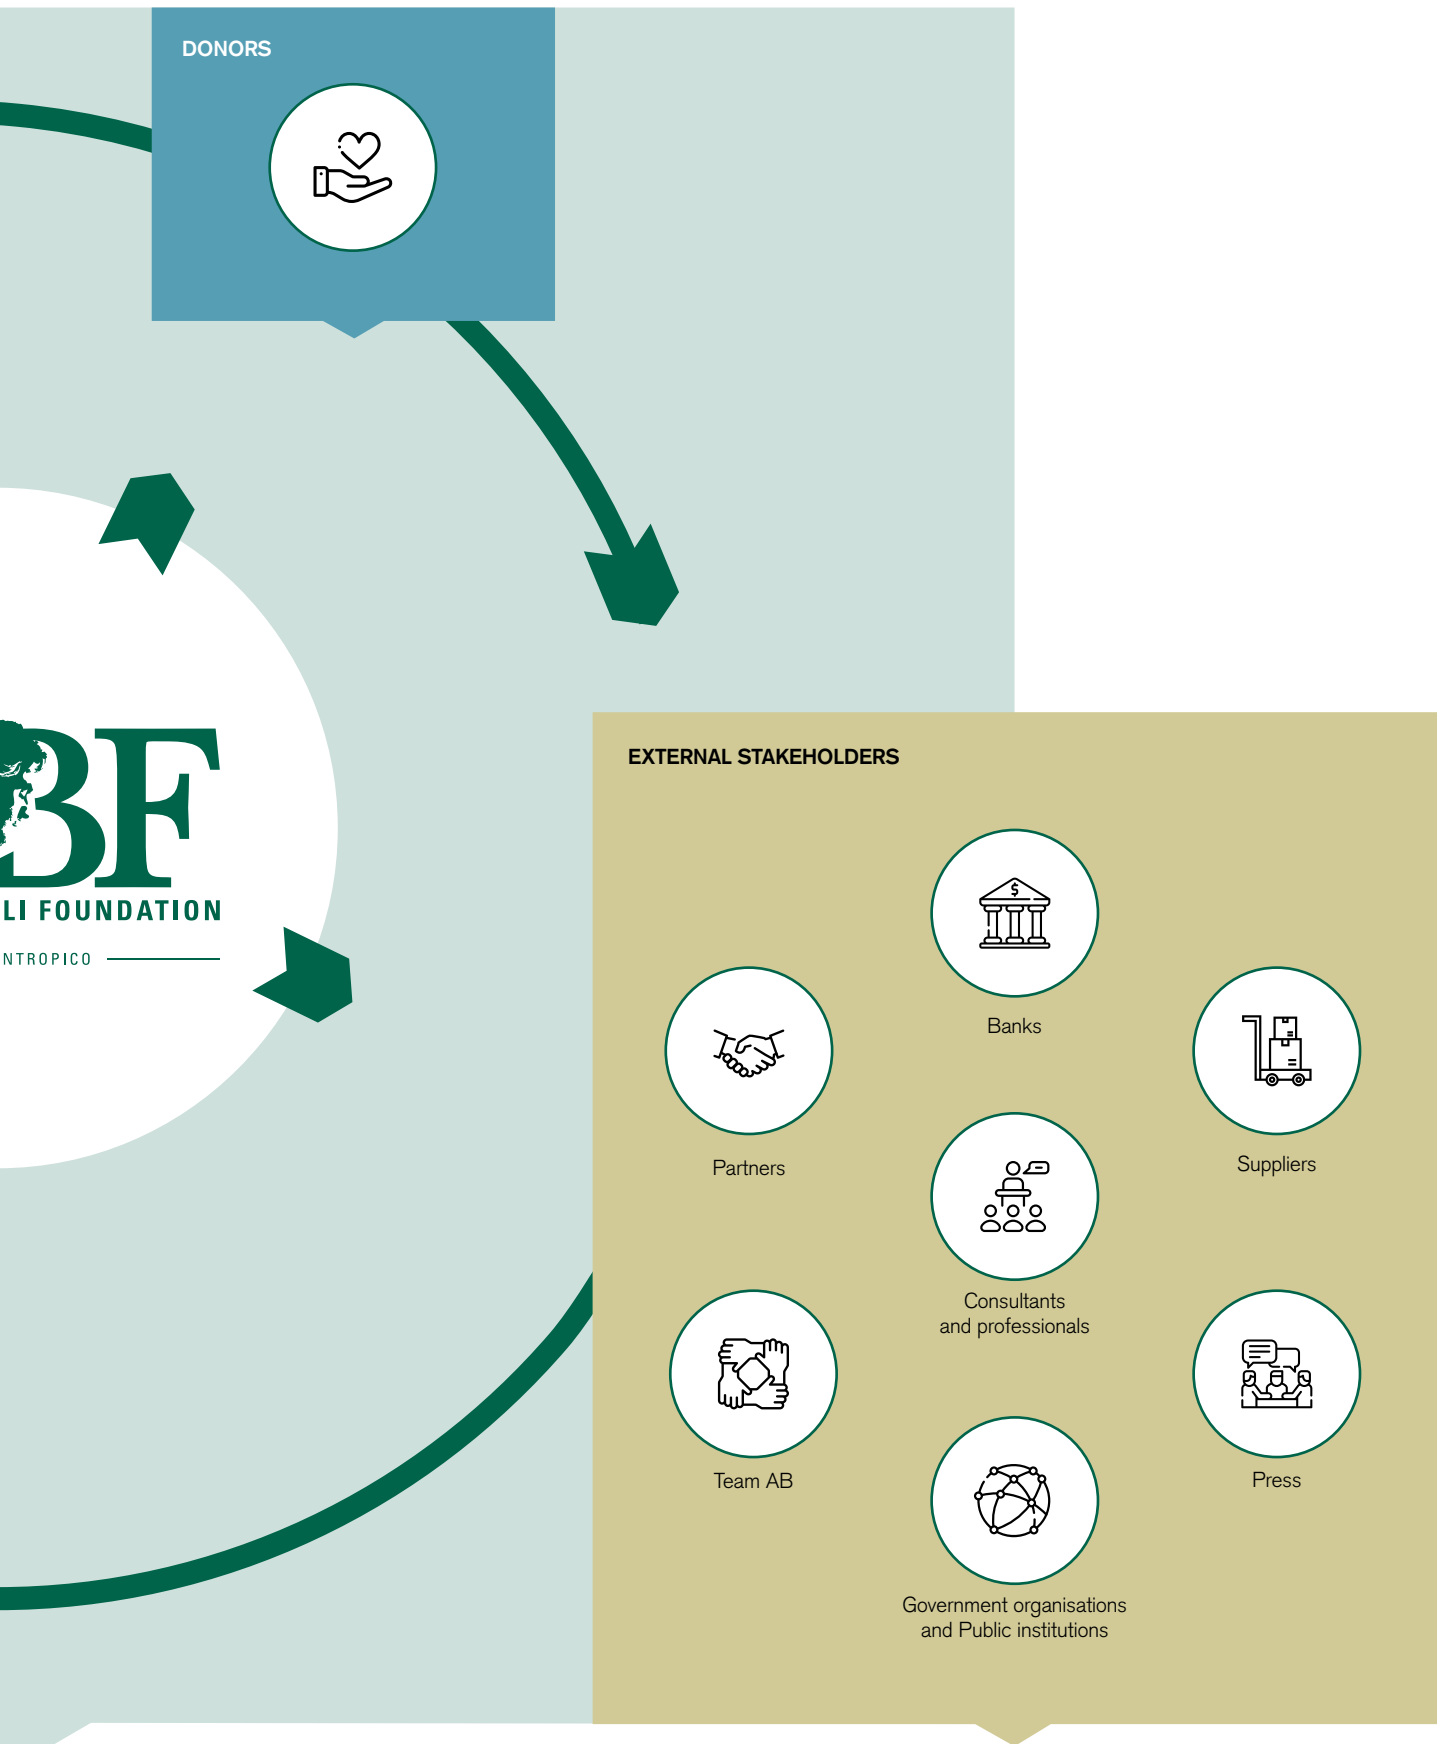 DONORS
BF
LI FOUNDATION
NTROPICO
EXTERNAL STAKEHOLDERS
Banks
Partners
Suppliers
Consultants
and professionals
Team AB
Press
Government organisations
and Public institutions